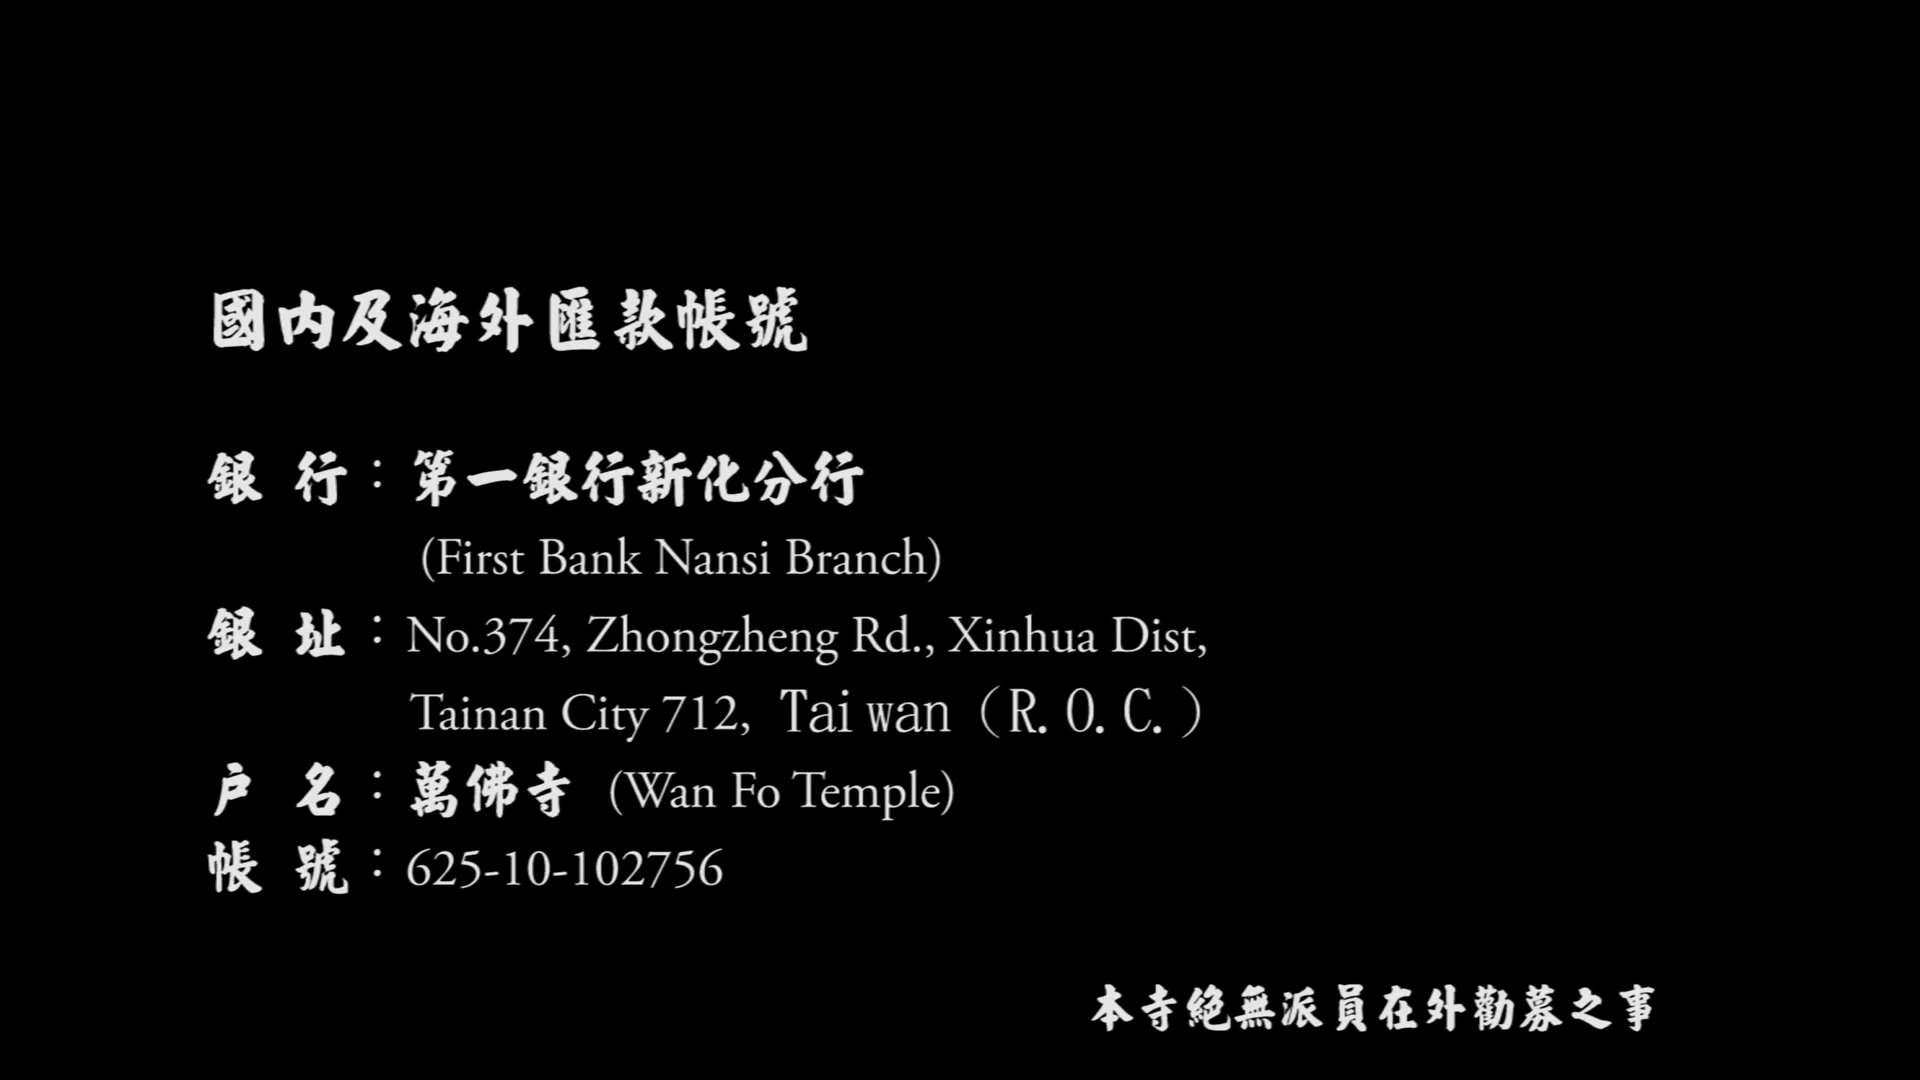 國內及海外匯款帳號
銀 行：第一銀行新化分行
(First Bank Nansi Branch)
銀 址：No.374, Zhongzheng Rd., Xinhua Dist,
Tainan City 712, Taiwan（R.O.C.）
戶 名：萬佛寺 (Wan Fo Temple)
帳 號：625-10-102756
本寺絕無派員在外勸募之事